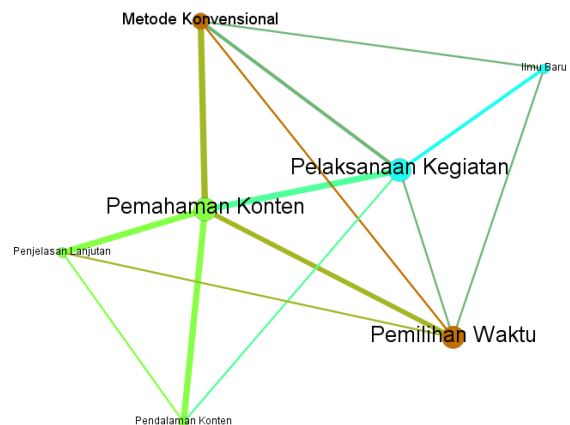 Metode Konvensional
Ilmu Baru
Pelaksanaan Kegiatan
Pemahaman Konten
Penjelasan Lanjutan
Pemilihan Waktu
Pendalaman Konten